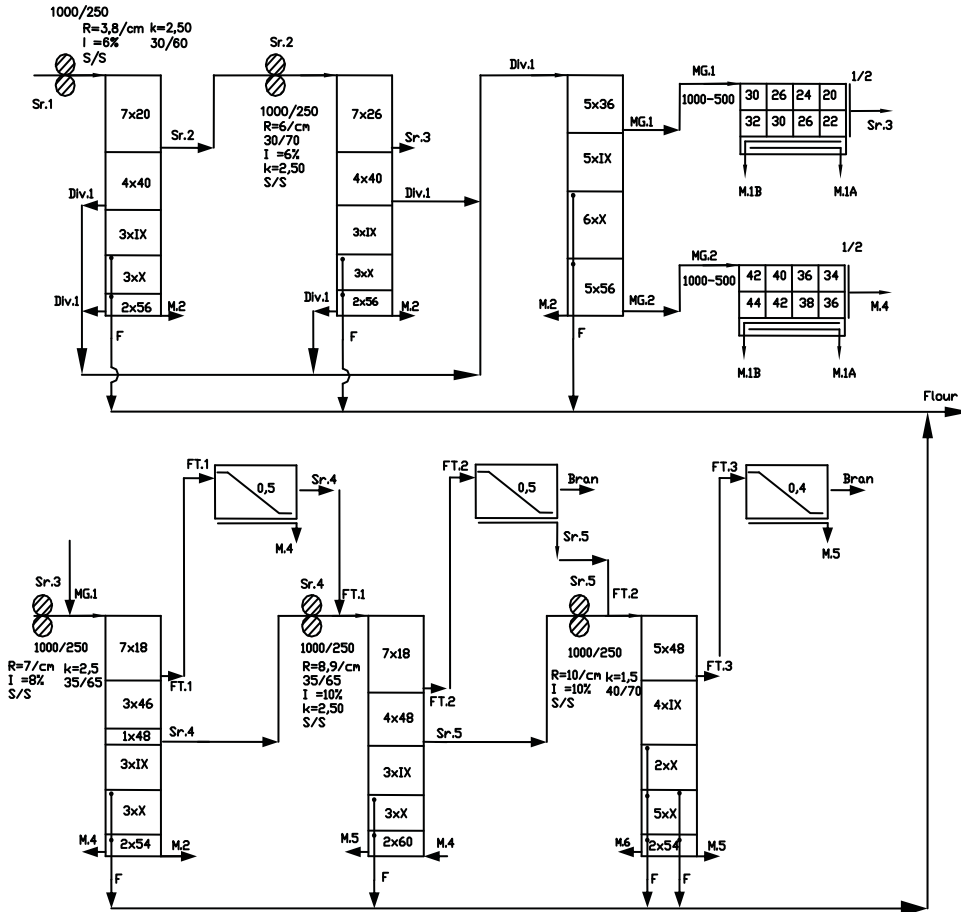 1000/250
R=3,8/cm k=2,50
I =6% 30/60
S/S
Sr.1
7x20
4x40
3xIX
3xX
2x56
Sr.2
Div.1
Div.1
M.2
F
Sr.2
1000/250
R=6/cm
30/70
I =6%
k=2,50
S/S
7x26
4x40
3xIX
3xX
2x56
Sr.3
Div.1
Div.1
M.2
F
Div.1
5x36
5xIX
6xX
5x56
MG.1
M.2
MG.2
F
MG.1
1000-500
30 26 24 20
32 30 26 22
1/2
Sr.3
M.1B
M.1A
MG.2
1000-500
42 40 36 34
44 42 38 36
1/2
M.4
M.1B
M.1A
Flour
FT.1
0,5
Sr.4
M.4
FT.2
0,5
Bran
Sr.5
FT.3
0,4
Bran
M.5
Sr.3
MG.1
1000/250
R=7/cm k=2,5
I =8% 35/65
S/S
7x18
3x46
1x48
3xIX
3xX
2x54
FT.1
Sr.4
M.4
M.2
F
Sr.4
FT.1
1000/250
R=8,9/cm
35/65
I =10%
k=2,50
S/S
7x18
4x48
3xIX
3xX
2x60
FT.2
Sr.5
M.5
M.4
F
Sr.5
FT.2
1000/250
R=10/cm k=1,5
I =10% 40/70
S/S
5x48
4xIX
2xX
5xX
2x54
FT.3
M.6
M.5
F
F